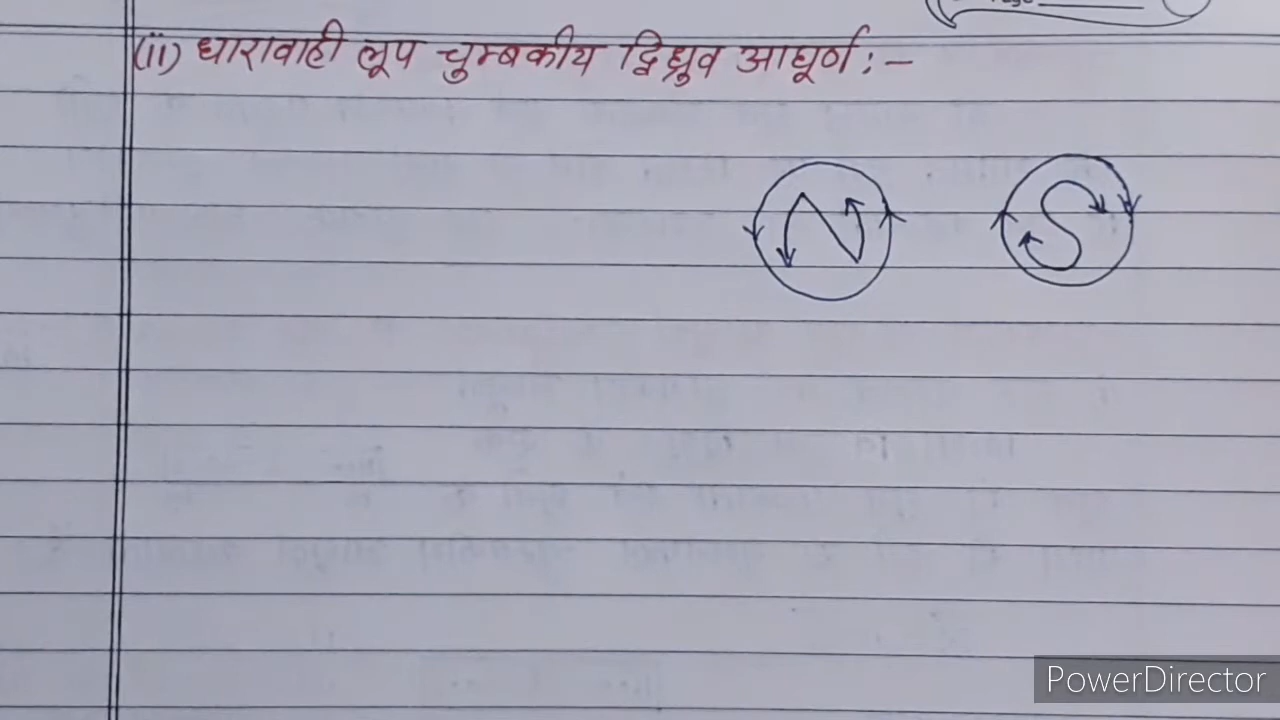 (ii) धारावाही लूप चुम्बकीय द्विध्रुव आघूर्ण :-
N S
PowerDirector